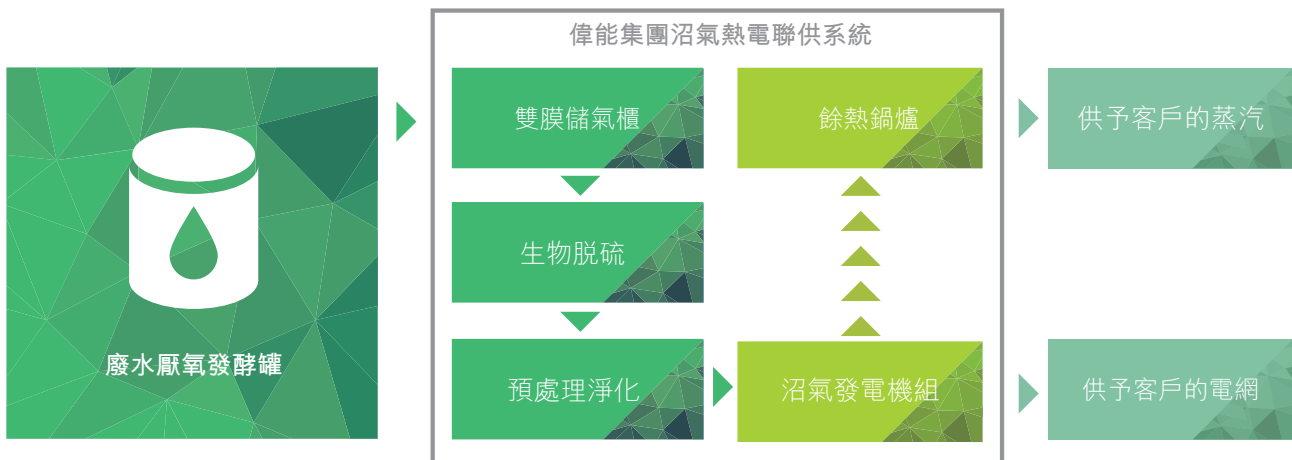 偉能集團沼氣熱電聯供系統
雙膜儲氣櫃
餘熱鍋爐
供予客戶的蒸汽
生物脱硫
廢水厭氧發酵罐
預處理淨化
沼氣發電機組
供予客戶的電網